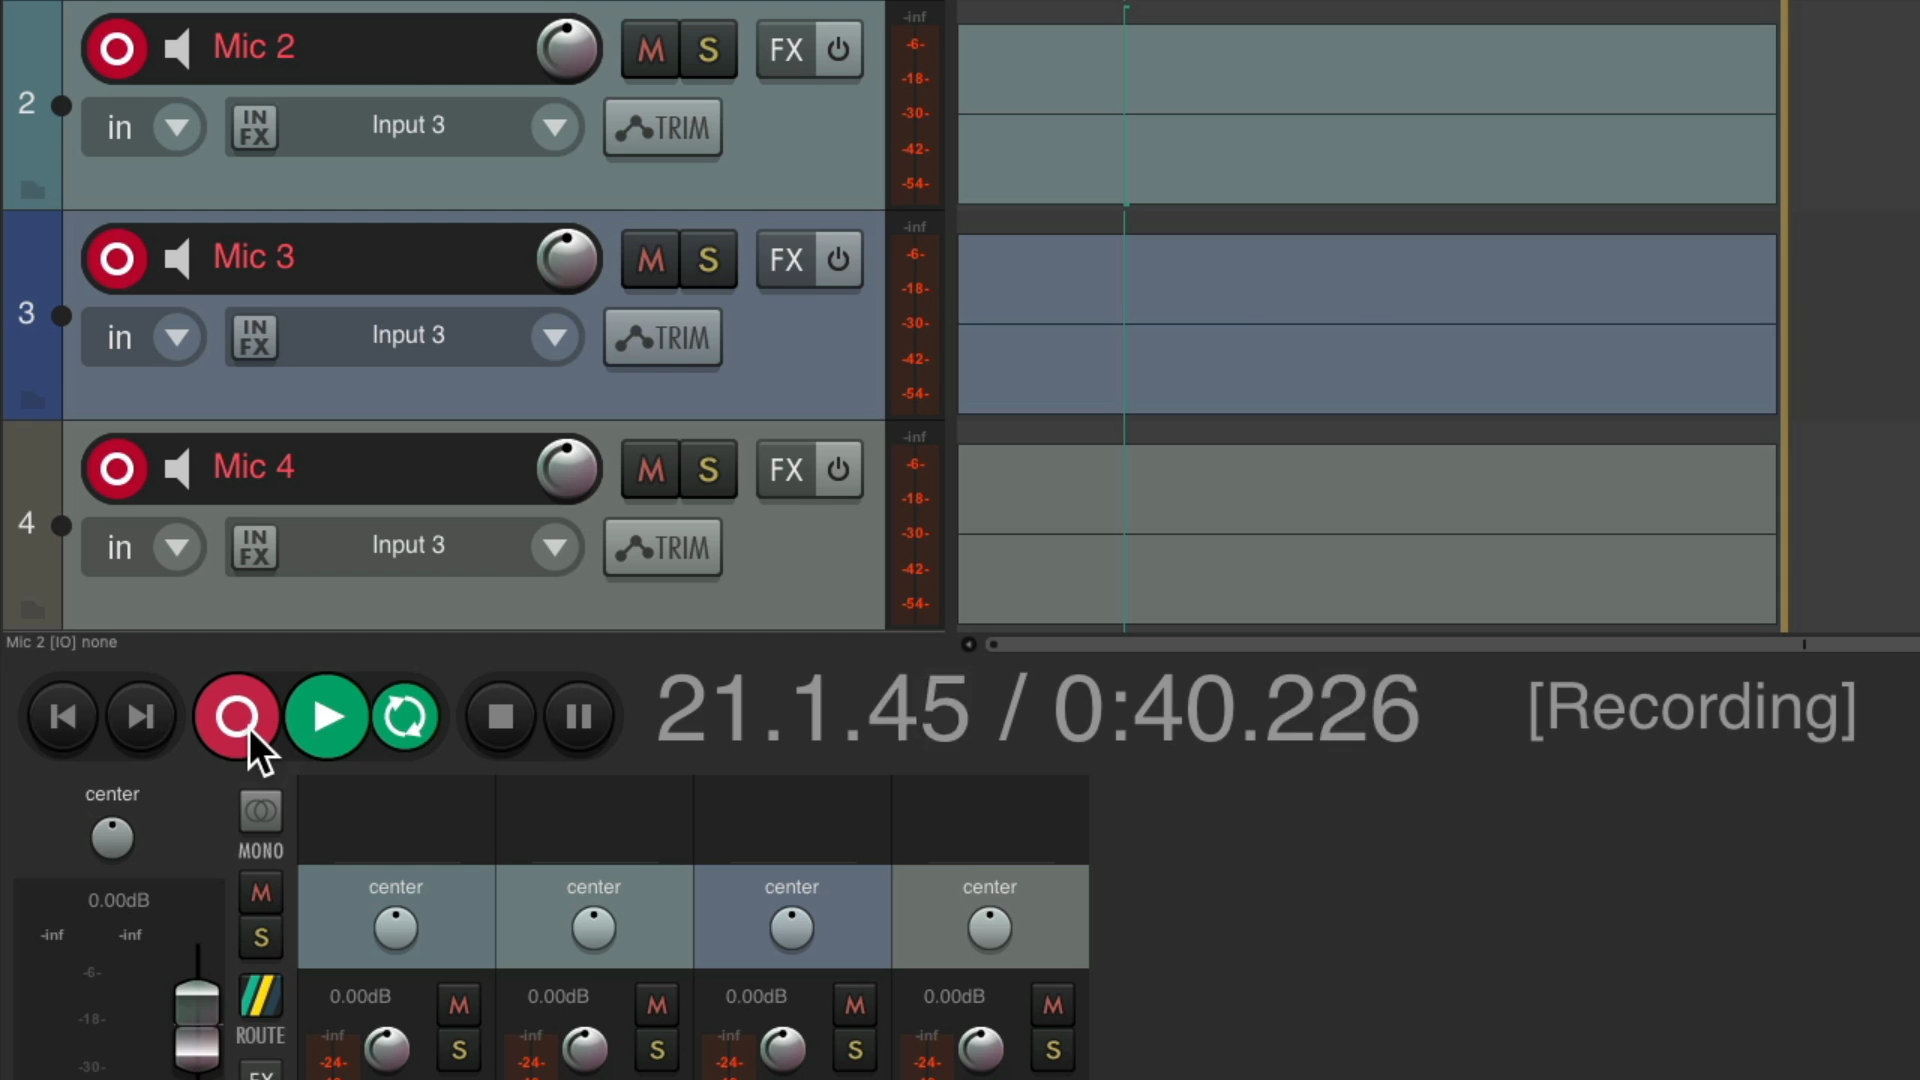 -inf
Mic 2
M
S
FX
-6-
-18-
2
in
IN
FX
Input 3
TRIM
-30-
-42-
-54-
-inf
Mic 3
M
S
FX
-6-
-18-
3
in
IN
FX
Input 3
TRIM
-30-
-42-
-54-
-inf
Mic 4
M
S
FX
-6-
-18-
4
in
IN
FX
Input 3
TRIM
-30-
-42-
-54-
Mic 2 [IO] none
21.1.45 / 0:40.226
[Recording]
center
MONO
0.00dB
M
-inf
-inf
S
-6-
-18-
ROUTE
-30-
FX
center
center
center
center
0.00dB
M
0.00dB
M
0.00dB
M
0.00dB
M
-inf
S
-inf
S
-inf
S
-inf
S
-24-
-24-
-24-
-24-